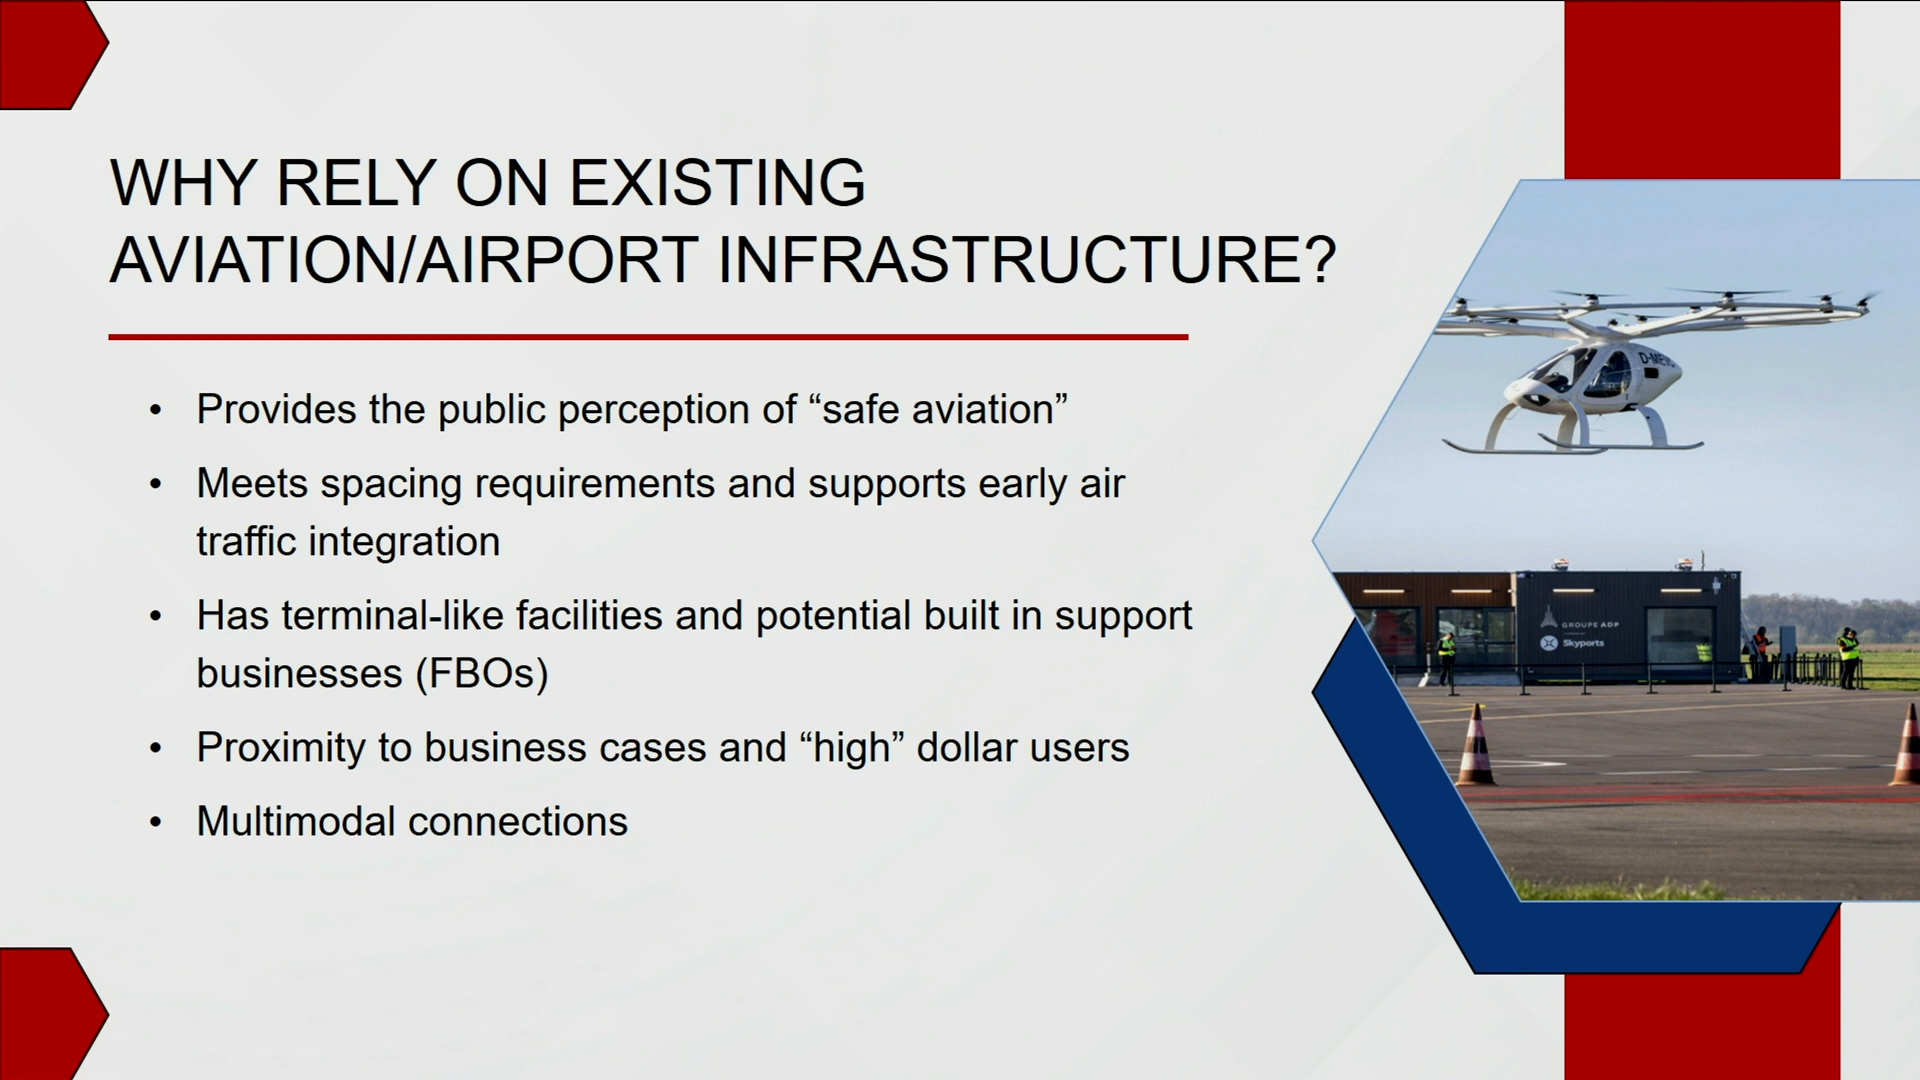 WHY RELY ON EXISTING
AVIATION/AIRPORT INFRASTRUCTURE?
• Provides the public perception of “safe aviation”
• Meets spacing requirements and supports early air
traffic integration
• Has terminal-like facilities and potential built in support
businesses (FBOs)
• Proximity to business cases and “high” dollar users
• Multimodal connections
GROUPE ADP
Skyports